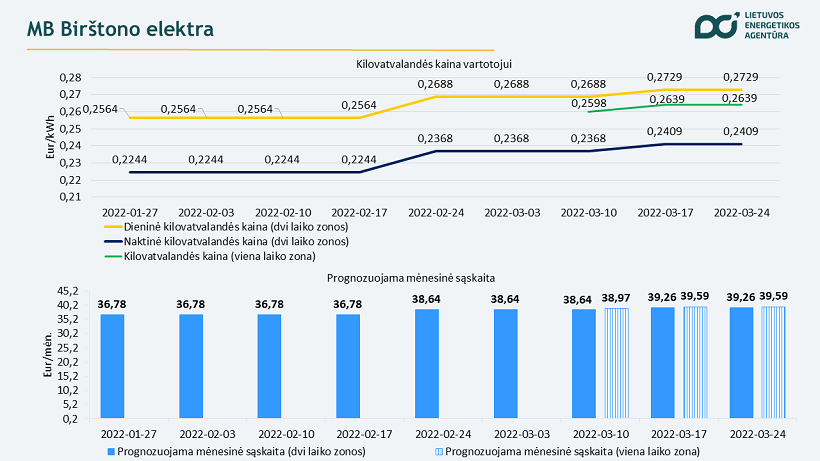 MB Birštono elektra
LIETUVOS
ENERGETIKOS
AGENTŪRA
Kilovatvalandės kaina vartotojui
Eur/kWh
0,28
0,27
0,26
0,25
0,24
0,23
0,22
0,21
0,2564 0,2564 0,2564 0,2564 0,2688 0,2688 0,2688 0,2729 0,2729
0,2598 0,2639 0,2639
0,2244 0,2244 0,2244 0,2244 0,2368 0,2368 0,2368 0,2409 0,2409
2022-01-27 2022-02-03 2022-02-10 2022-02-17 2022-02-24 2022-03-03 2022-03-10 2022-03-17 2022-03-24
Dieninė kilovatvalandės kaina (dvi laiko zonos)
Naktinė kilovatvalandės kaina (dvi laiko zonos)
Kilovatvalandės kaina (viena laiko zona)
Prognozuojama mėnesinė sąskaita
Eur/mėn.
45,2
40,2
35,2
30,2
25,2
20,2
15,2
10,2
5,2
0,2
36,78 36,78 36,78 36,78 38,64 38,64 38,64 38,97 39,26 39,59 39,26 39,59
2022-01-27 2022-02-03 2022-02-10 2022-02-17 2022-02-24 2022-03-03 2022-03-10 2022-03-17 2022-03-24
Prognozuojama mėnesinė sąskaita (dvi laiko zonos) Prognozuojama mėnesinė sąskaita (viena laiko zona)